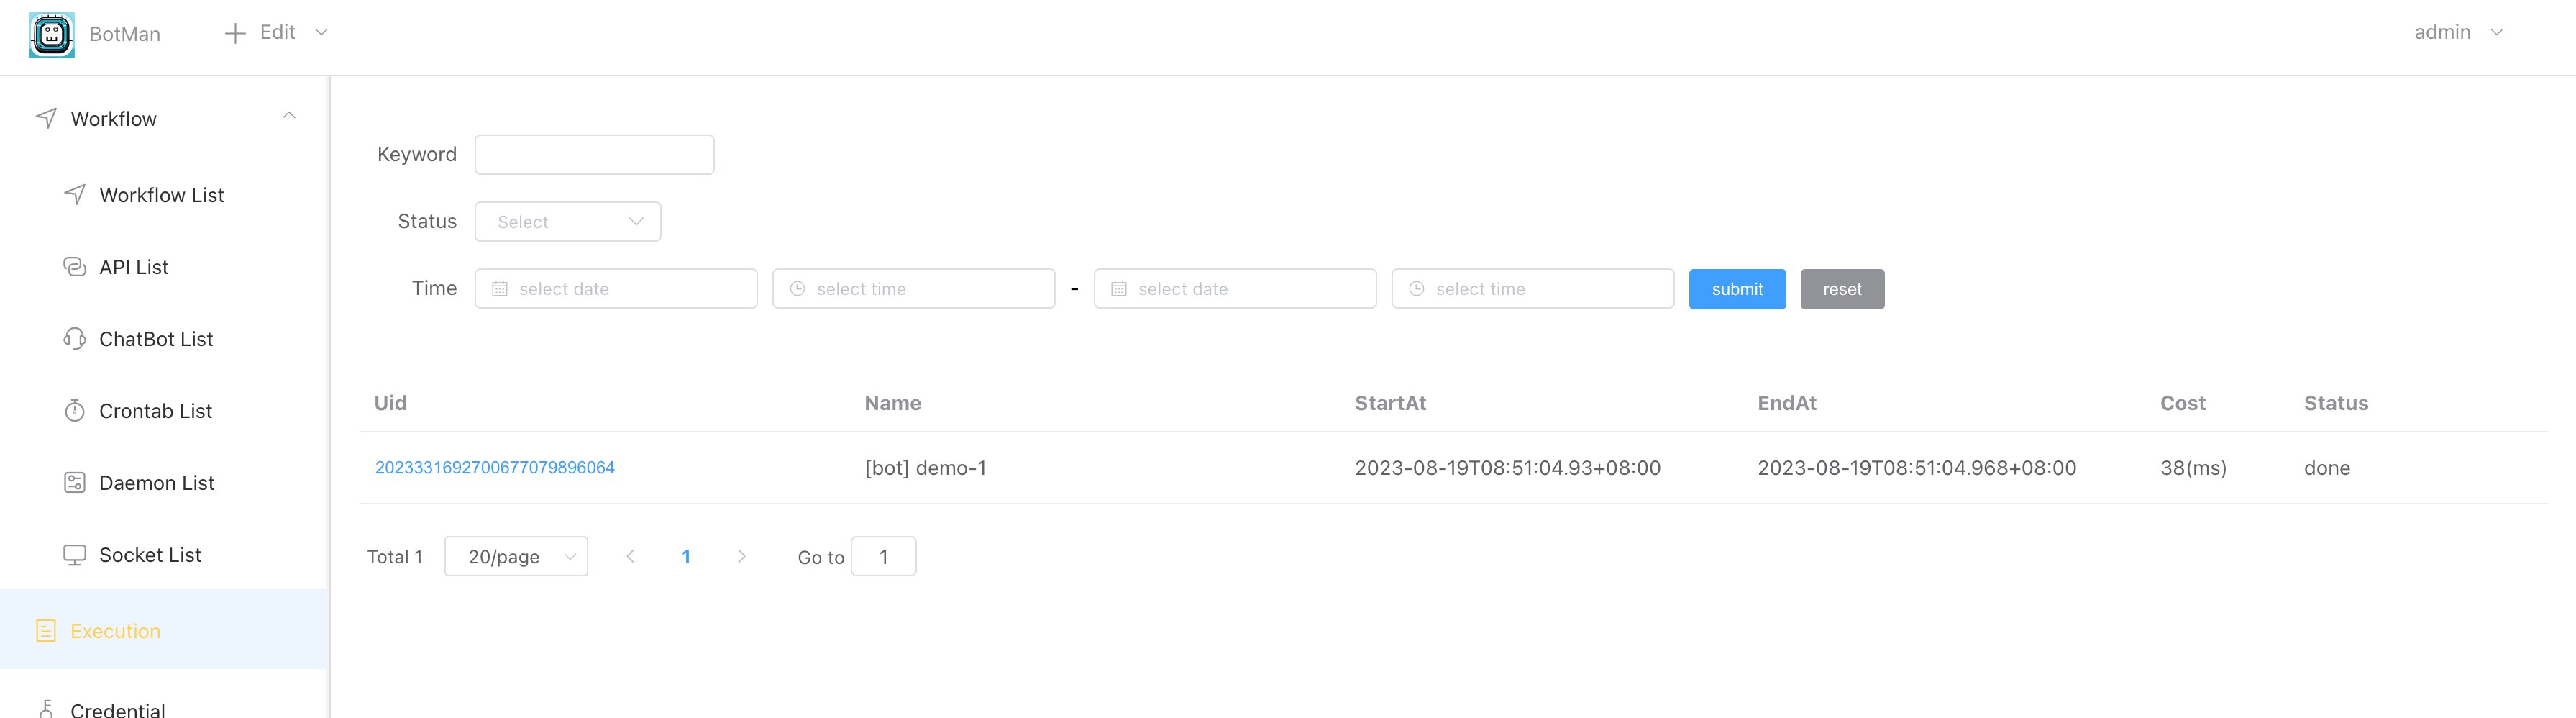 BotMan
Edit
admin
Workflow
Workflow List
API List
ChatBot List
Crontab List
Daemon List
Socket List
Execution
Credential
Keyword
Status Select
Time select date select time - select date select time submit reset
Uid Name StartAt EndAt Cost Status
2023331692700677079896064 [bot] demo-1 2023-08-19T08:51:04.93+08:00 2023-08-19T08:51:04.968+08:00 38(ms) done
Total 1 20/page 1 Go to 1